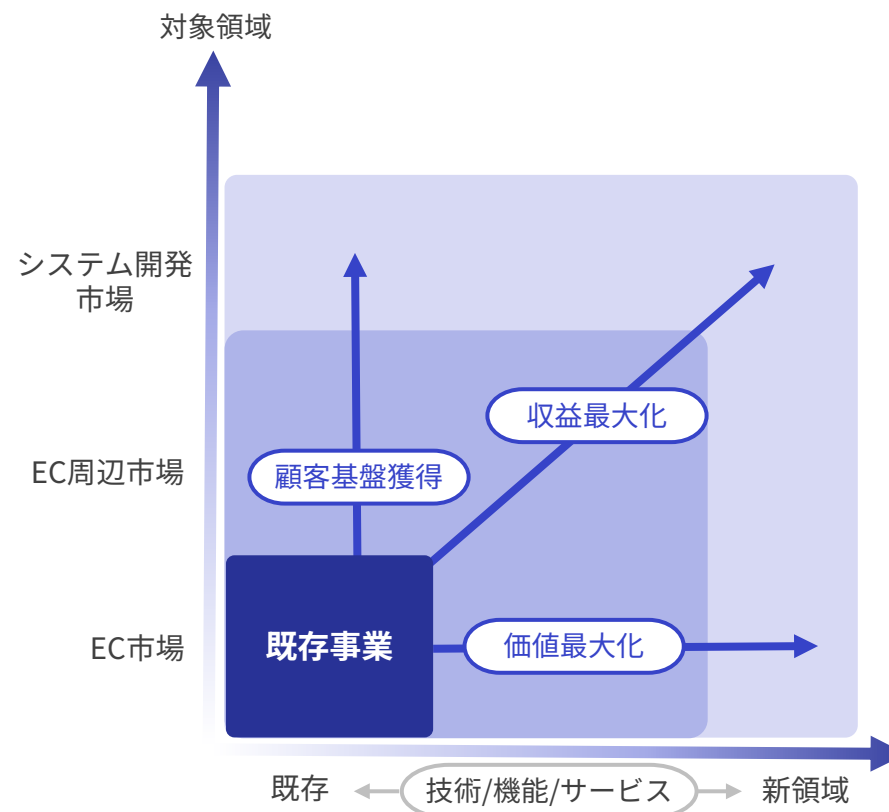 対象領域
システム開発
市場
収益最大化
EC周辺市場
顧客基盤獲得
EC市場
既存事業
価値最大化
既存
技術/機能/サービス
新領域